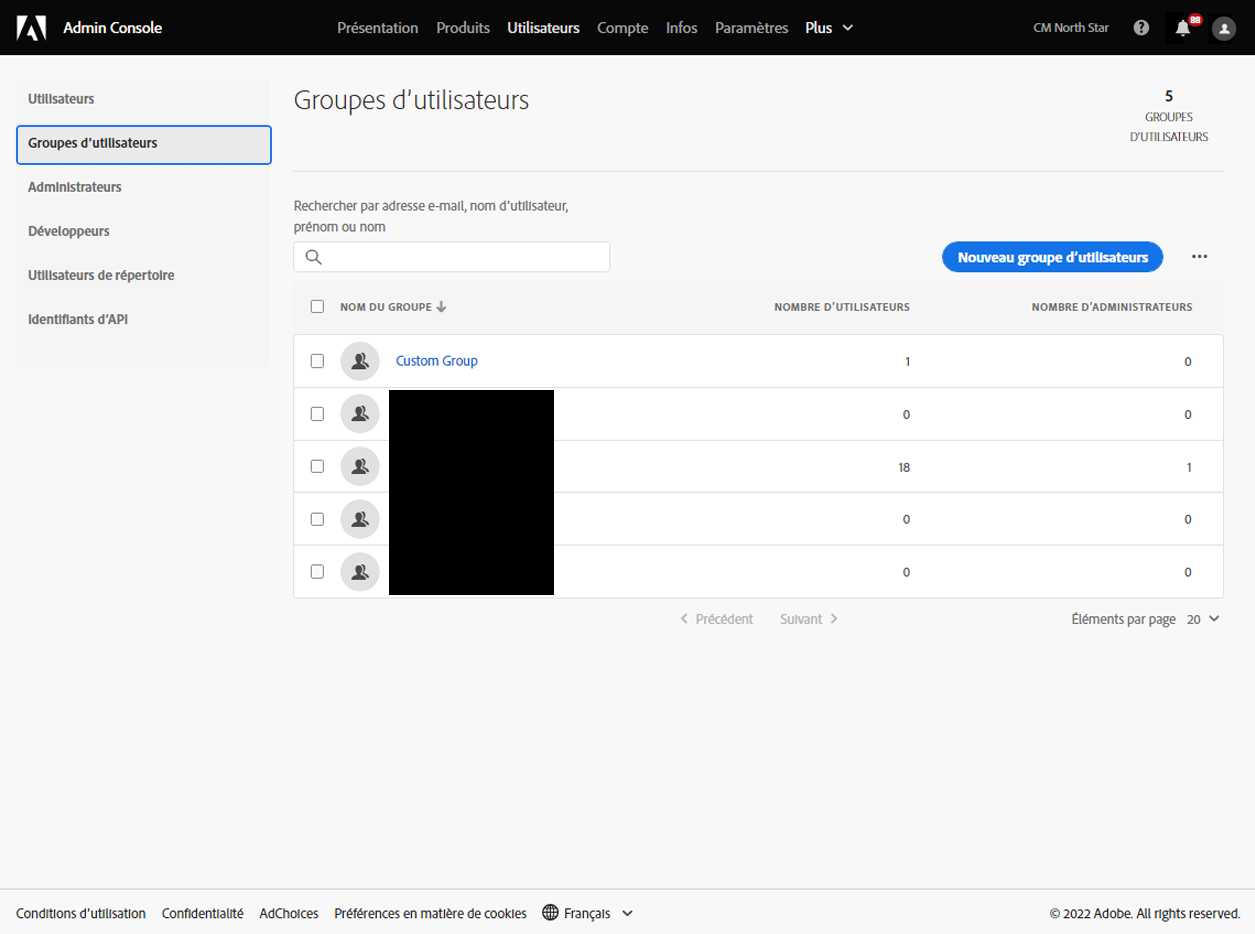 Admin Console
Présentation Produits Utilisateurs Compte Infos Paramètres Plus
CM North Star
88
Utilisateurs
Groupes d'utilisateurs
Administrateurs
Développeurs
Utilisateurs de répertoire
Identifiants d'API
Groupes d'utilisateurs
5
GROUPES
D'UTILISATEURS
Rechercher par adresse e-mail, nom d'utilisateur,
prénom ou nom
Nouveau groupe d'utilisateurs
NOM DU GROUPE NOMBRE D'UTILISATEURS NOMBRE D'ADMINISTRATEURS
Custom Group 1 0
0 0
18 1
0 0
0 0
Précédent Suivant Éléments par page 20
Conditions d'utilisation Confidentialité AdChoices Préférences en matière de cookies Français © 2022 Adobe. All rights reserved.